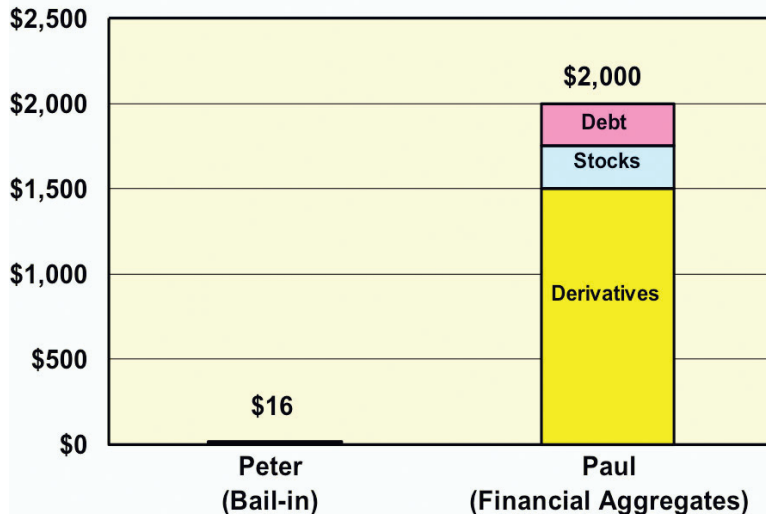 $2,500
$2,000
$2,000
Debt
Stocks
$1,500
$1,000
Derivatives
$500
$16
$0
Peter
(Bail-in)
Paul
(Financial Aggregates)